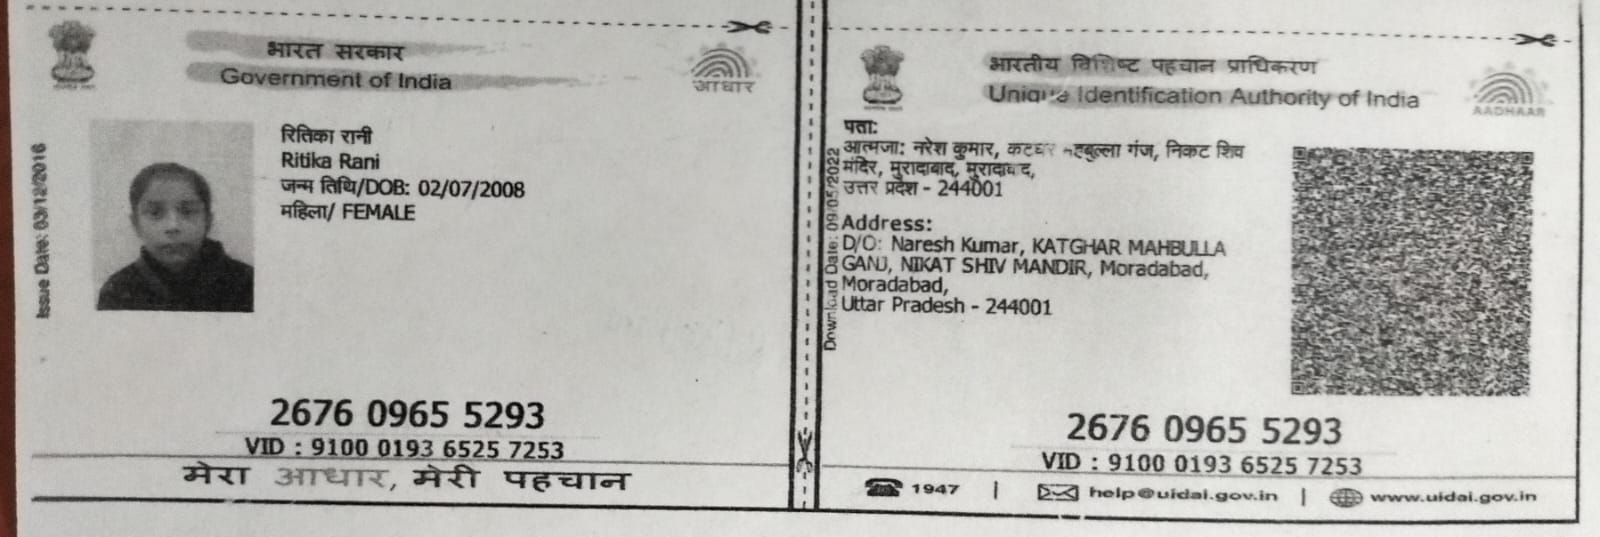 भारत सरकार
Government of India
आधार
Issue Date: 03/12/2016
रितिका रानी
Ritika Rani
जन्म तिथि/DOB: 02/07/2008
महिला/ FEMALE
2676 0965 5293
VID : 9100 0193 6525 7253
मेरा आधार, मेरी पहचान
भारतीय विशिष्ट पहचान प्राधिकरण
Unique Identification Authority of India
AADHAAR
Download Date: 09/05/2022
पता:
आत्मजा: नरेश कुमार, कटघर महबुल्ला गंज, निकट शिव
मंदिर, मुरादाबाद, मुरादाबाद,
उत्तर प्रदेश - 244001
Address:
D/O: Naresh Kumar, KATGHAR MAHBULLA
GANJ, NIKAT SHIV MANDIR, Moradabad,
Moradabad,
Uttar Pradesh - 244001
2676 0965 5293
VID : 9100 0193 6525 7253
1947 | help@uidai.gov.in | www.uidai.gov.in